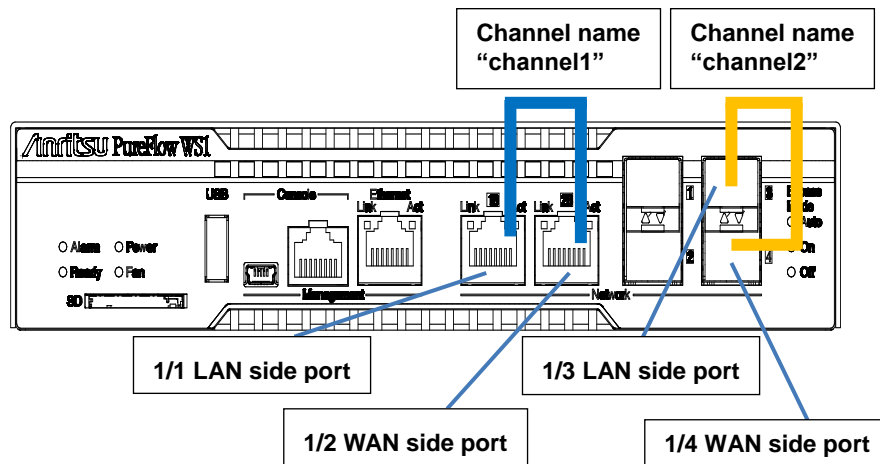 Channel name
“channel1”
Channel name
“channel2”
Anritsu PureFlow WS1
USB
Console
Ethernet
Link Act
Link Act
Link Act
1
2
3
4
Auto
On
Off
Alarm Power
Ready Fan
SD
Management
Network
1/1 LAN side port
1/3 LAN side port
1/2 WAN side port
1/4 WAN side port